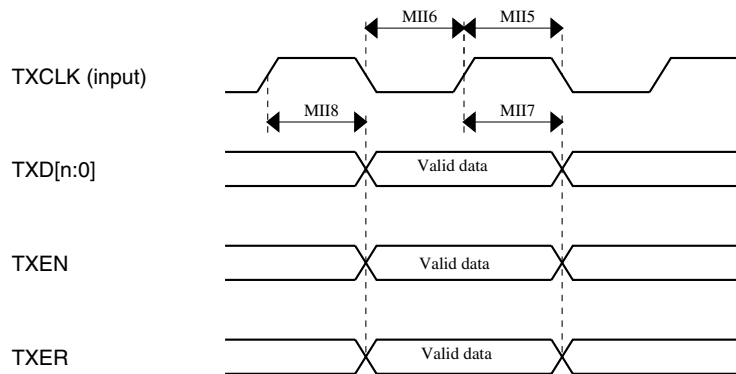 MII6 MII5
TXCLK (input)
MII8 MII7
TXD[n:0] Valid data
TXEN Valid data
TXER Valid data